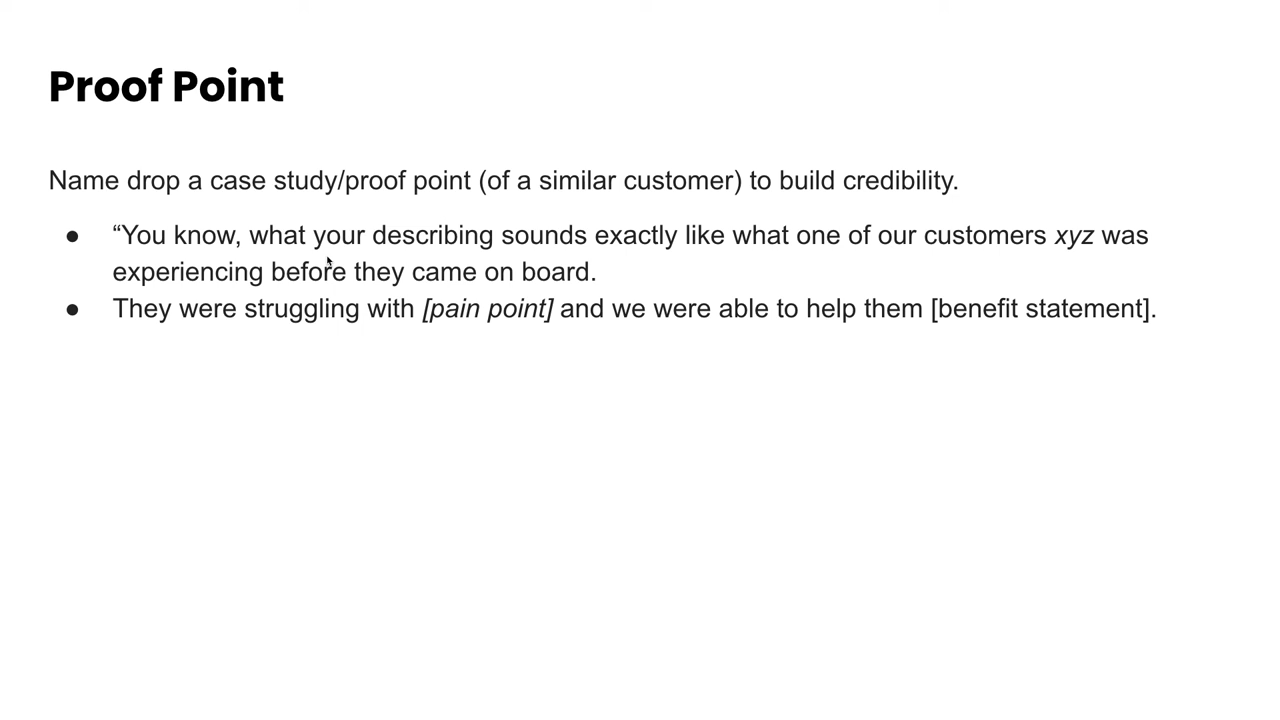 Proof Point
Name drop a case study/proof point (of a similar customer) to build credibility.
● “You know, what your describing sounds exactly like what one of our customers xyz was
experiencing before they came on board.
● They were struggling with [pain point] and we were able to help them [benefit statement].